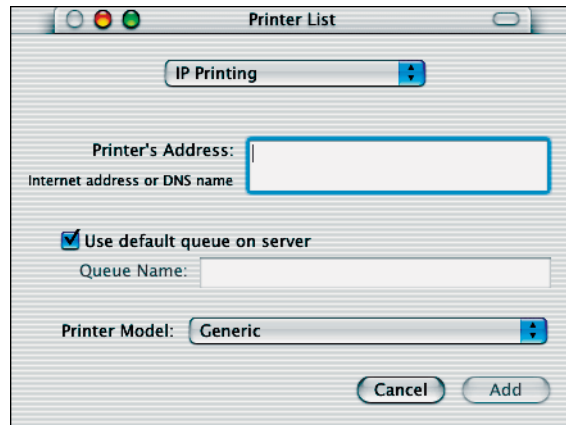 Printer List
IP Printing
Printer's Address:
Internet address or DNS name
Use default queue on server
Queue Name:
Printer Model: Generic
Cancel Add